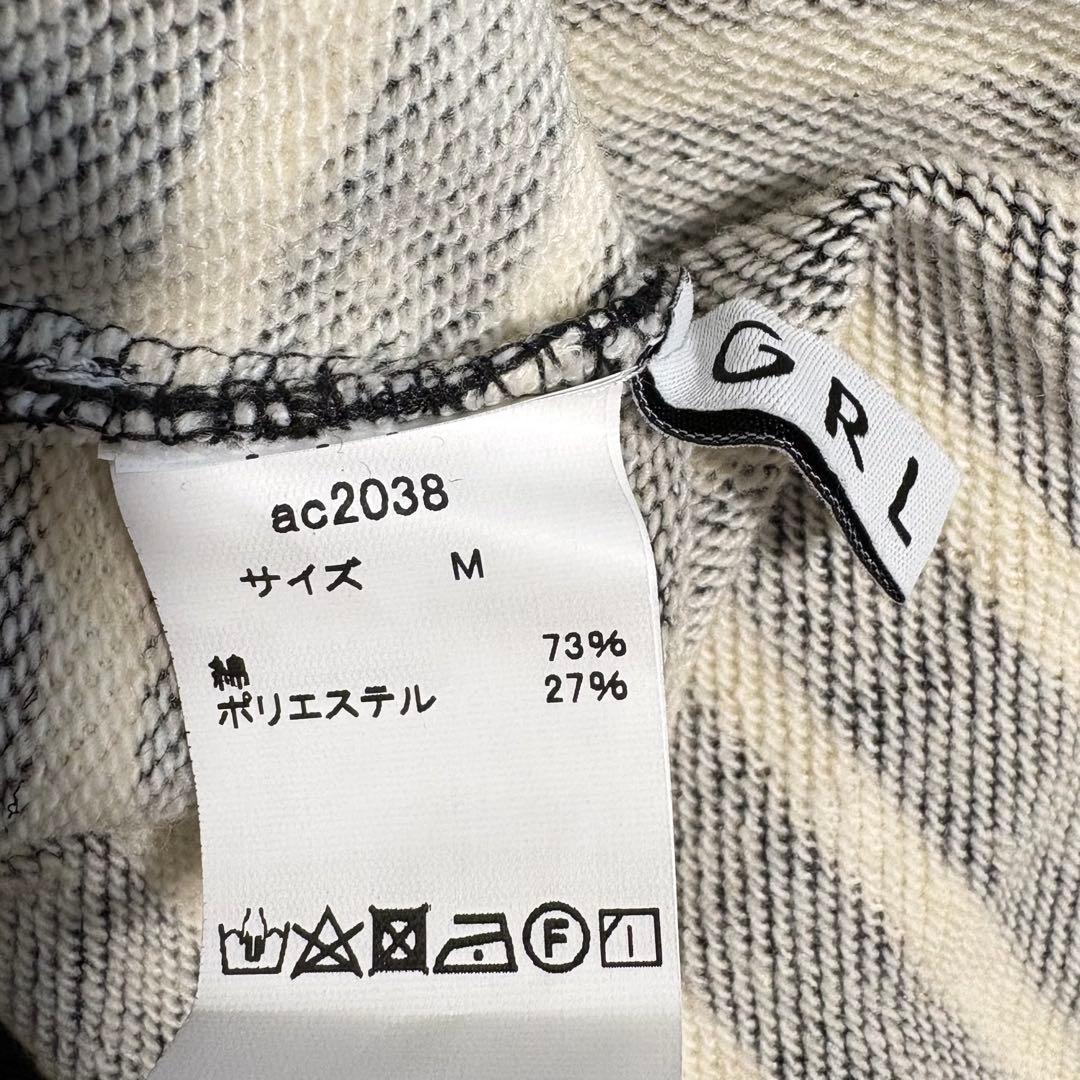 GRL
ac2038
サイズ M
綿 73%
ポリエステル 27%
F